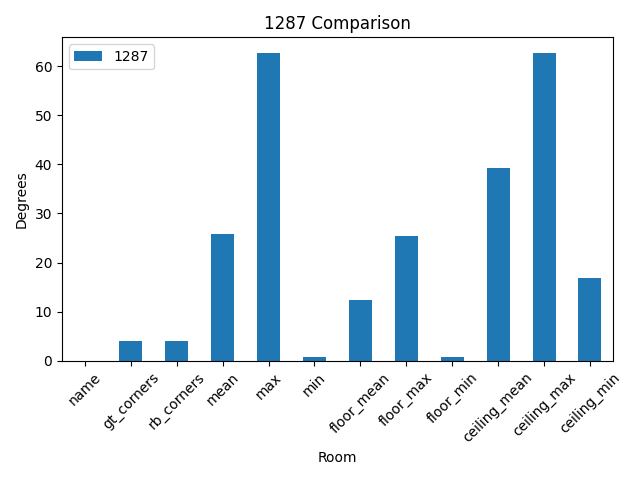 1287 Comparison
1287
Degrees
60
50
40
30
20
10
0
name
gt_corners
rb_corners
mean
max
min
floor_mean
floor_max
floor_min
ceiling_mean
ceiling_max
ceiling_min
Room